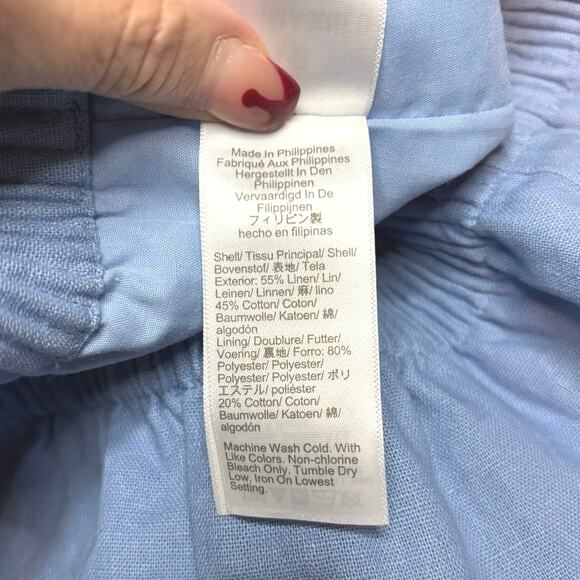 Made In Philippines
Fabriqué Aux Philippines
Hergestellt In Den
Philippinen
Vervaardigd In De
Filippijnen
フィリピン製
hecho en filipinas
Shell/ Tissu Principal/ Shell/
Bovenstof/ 表地/ Tela
Exterior: 55% Linen/ Lin/
Leinen/ Linnen/ 麻/ lino
45% Cotton/ Coton/
Baumwolle/ Katoen/ 綿/
algodón
Lining/ Doublure/ Futter/
Voering/ 裏地/ Forro: 80%
Polyester/ Polyester/
Polyester/ Polyester/ ポリ
エステル/ poliéster
20% Cotton/ Coton/
Baumwolle/ Katoen/ 綿/
algodón
Machine Wash Cold. With
Like Colors. Non-chlorine
Bleach Only. Tumble Dry
Low. Iron on Lowest
Setting.